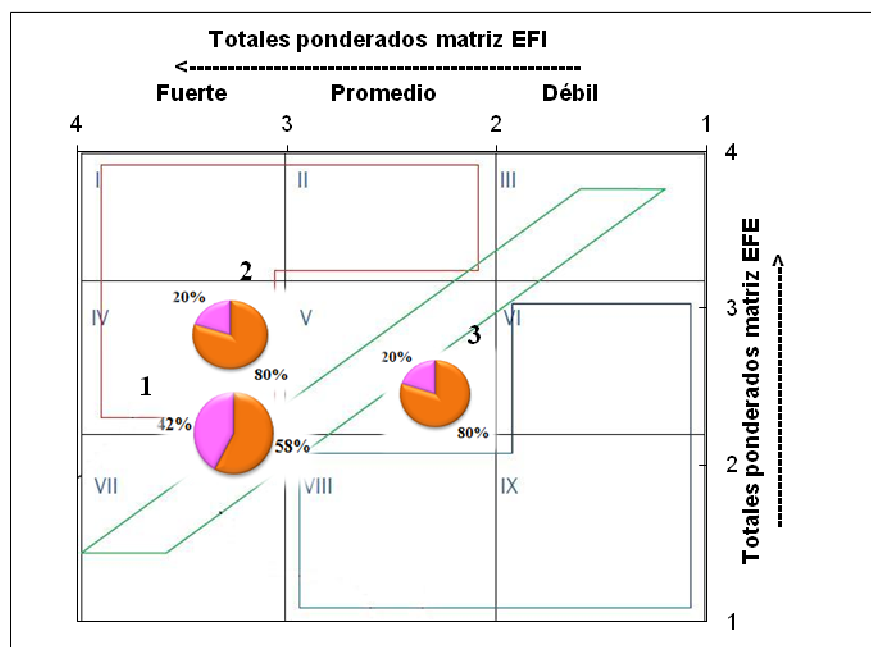 Totales ponderados matriz EFI
<--------------------------------------------
Fuerte Promedio Débil
4 3 2 1
4
I II III
2
20%
3
IV V VI
3
1
20%
80%
42%
80%
58%
2
VII VIII IX
1
Totales ponderados matriz EFE
------------------------------>